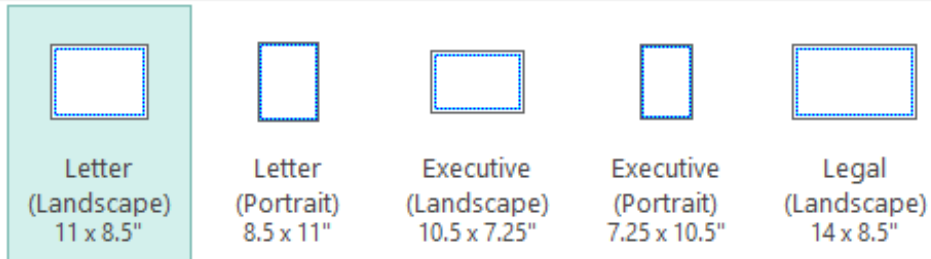 Letter
(Landscape)
11 x 8.5"
Letter
(Portrait)
8.5 x 11"
Executive
(Landscape)
10.5 x 7.25"
Executive
(Portrait)
7.25 x 10.5"
Legal
(Landscape)
14 x 8.5"